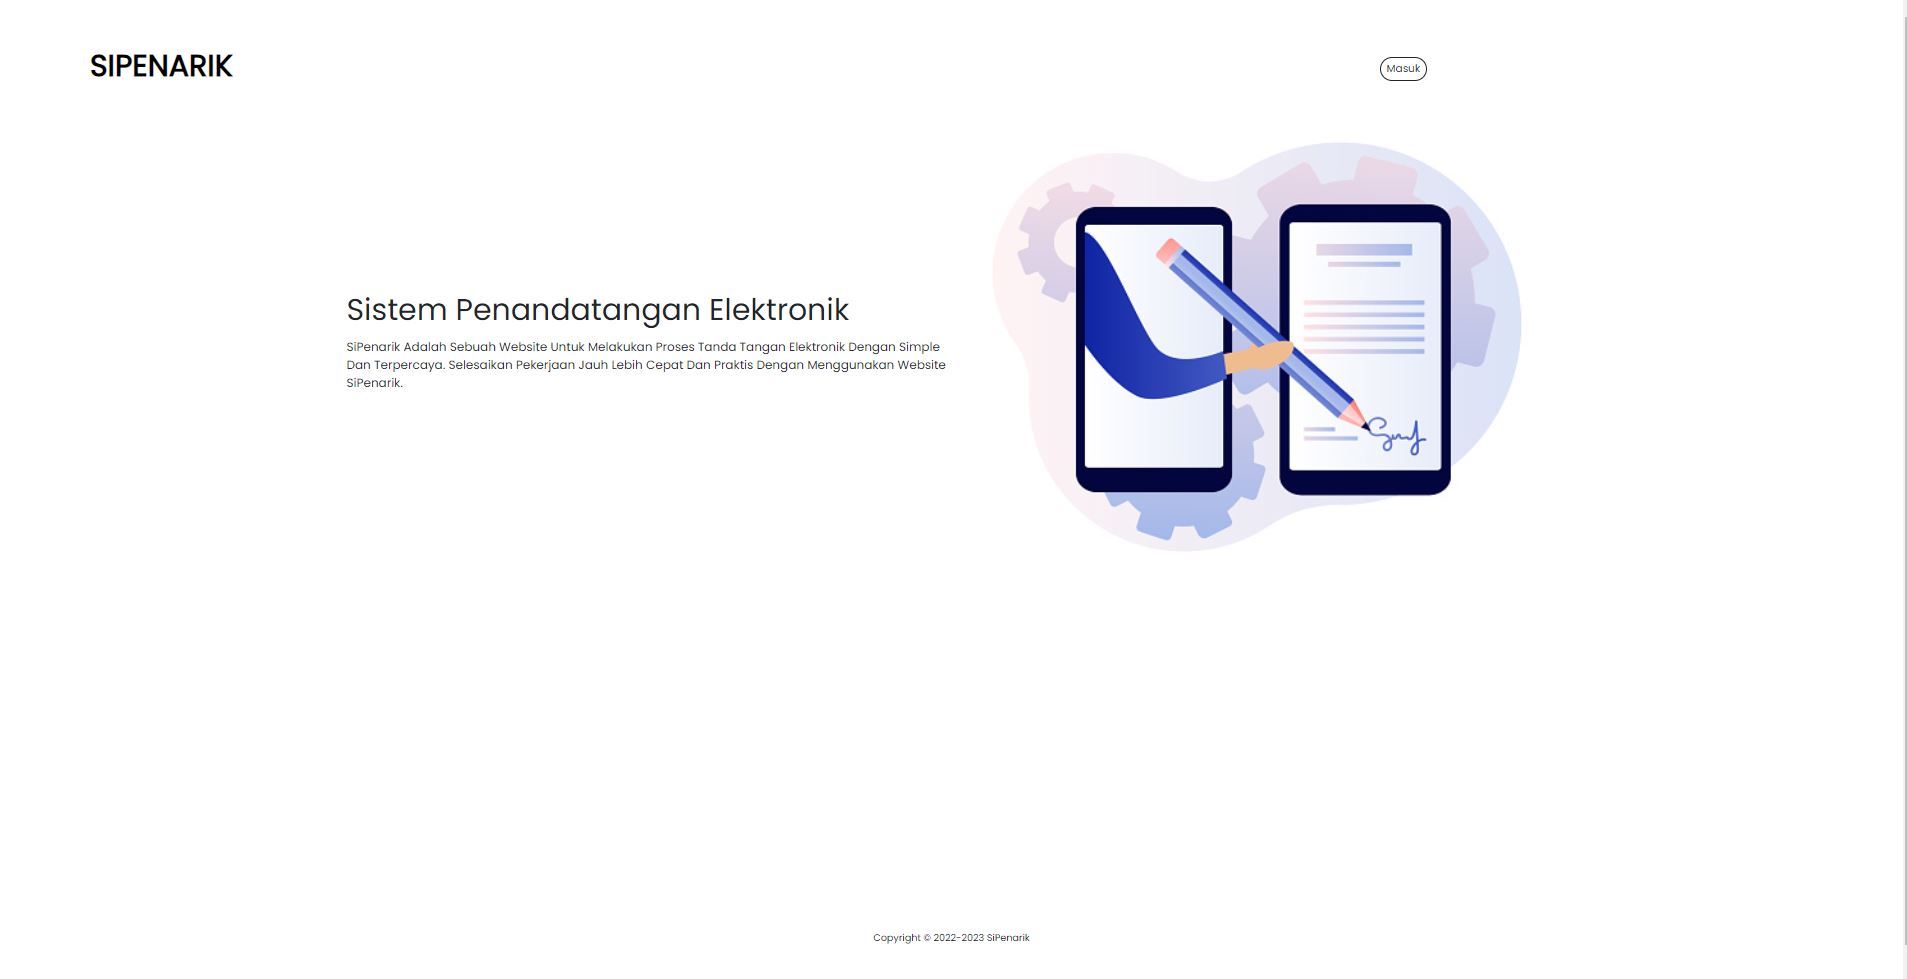 SIPENARIK
Masuk
Sistem Penandatangan Elektronik
SiPenarik Adalah Sebuah Website Untuk Melakukan Proses Tanda Tangan Elektronik Dengan Simple
Dan Terpercaya. Selesaikan Pekerjaan Jauh Lebih Cepat Dan Praktis Dengan Menggunakan Website
SiPenarik.
Copyright © 2022-2023 SiPenarik